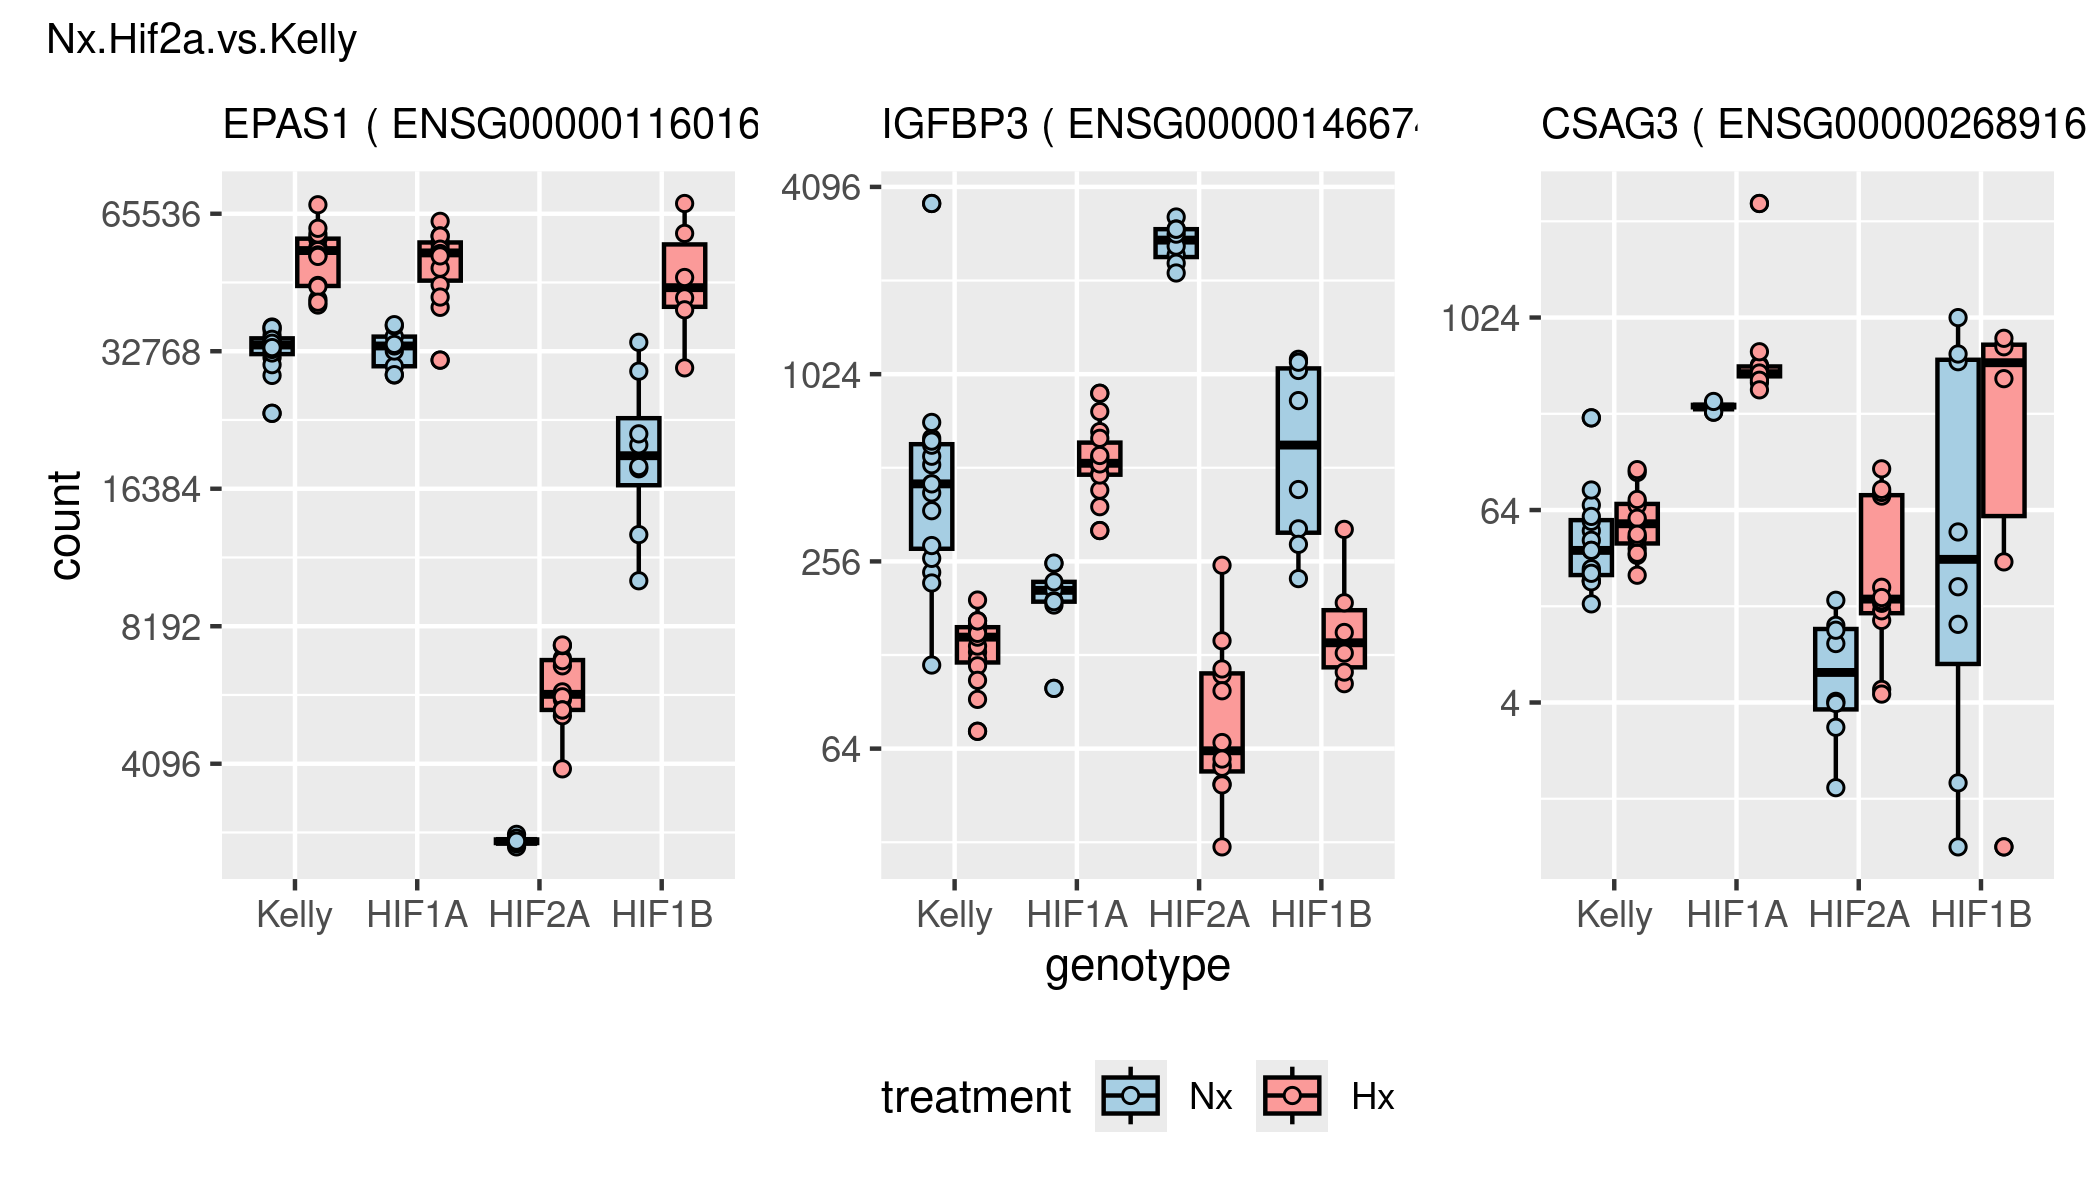 Nx.Hif2a.vs.Kelly
EPAS1 ( ENSG00000116016
IGFBP3 ( ENSG00000146674
CSAG3 ( ENSG00000268916
count
65536
32768
16384
8192
4096
4096
1024
256
64
1024
64
4
Kelly HIF1A HIF2A HIF1B
Kelly HIF1A HIF2A HIF1B
Kelly HIF1A HIF2A HIF1B
genotype
treatment Nx Hx